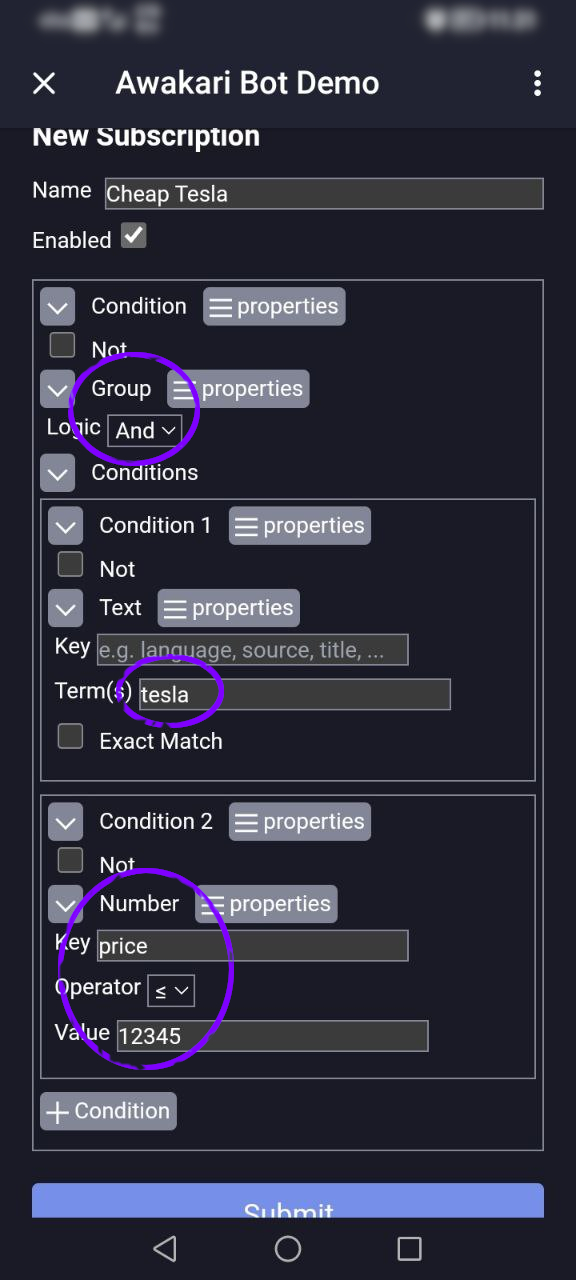 Awakari Bot Demo
New Subscription
Name Cheap Tesla
Enabled
Condition properties
Not
Group properties
Logic And
Conditions
Condition 1 properties
Not
Text properties
Key e.g. language, source, title, ...
Term(s) tesla
Exact Match
Condition 2 properties
Not
Number properties
Key price
Operator ≤
Value 12345
+ Condition
Submit